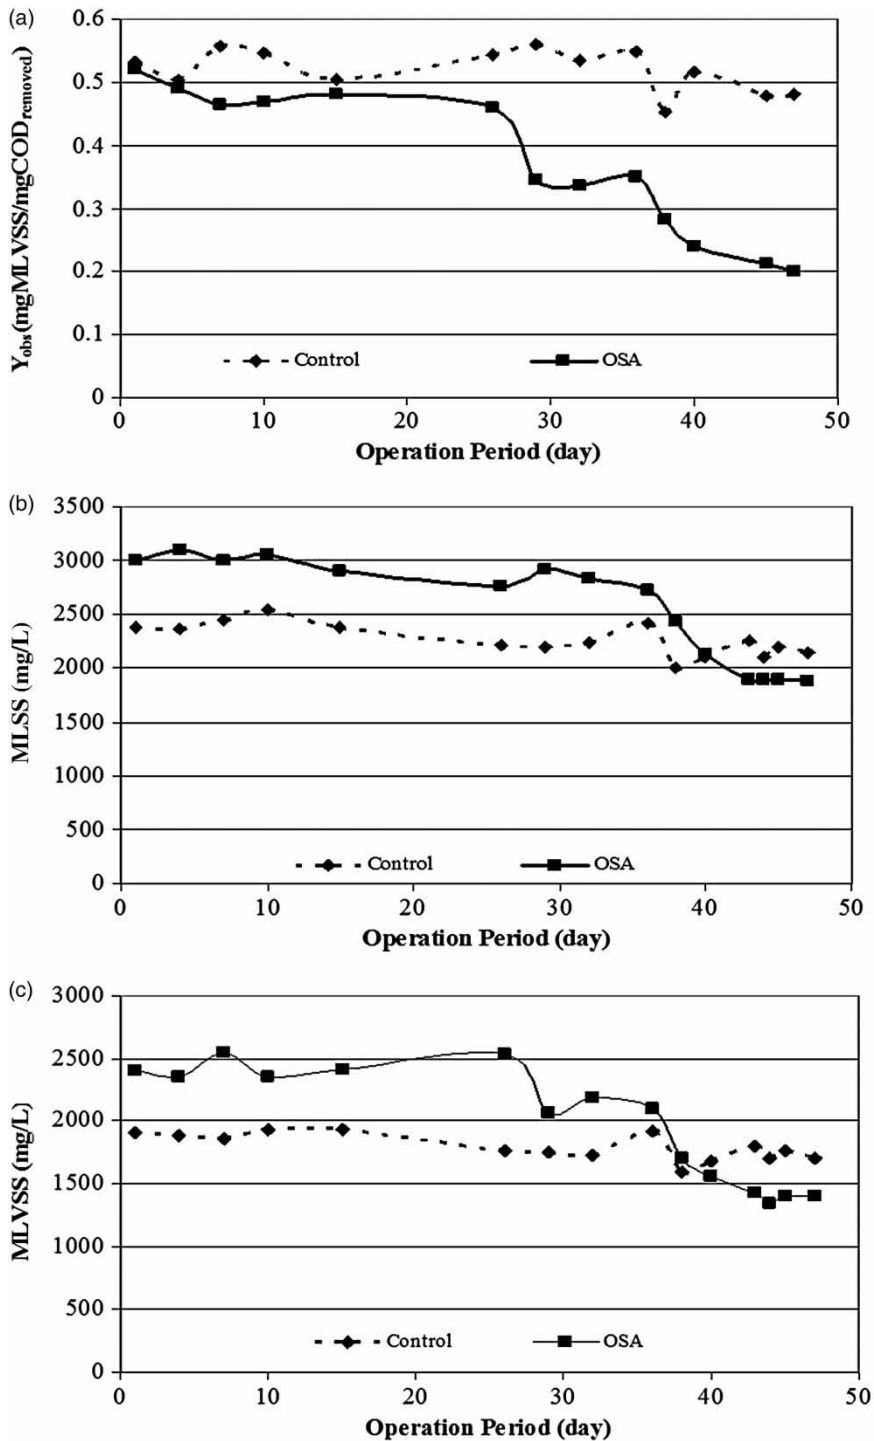 (a)
Y_obs (mgMLVSS/mgCOD_removed)
0.6
0.5
0.4
0.3
0.2
0.1
0
Control
OSA
0 10 20 30 40 50
Operation Period (day)
(b)
MLSS (mg/L)
3500
3000
2500
2000
1500
1000
500
0
Control
OSA
0 10 20 30 40 50
Operation Period (day)
(c)
MLVSS (mg/L)
3000
2500
2000
1500
1000
500
0
Control
OSA
0 10 20 30 40 50
Operation Period (day)